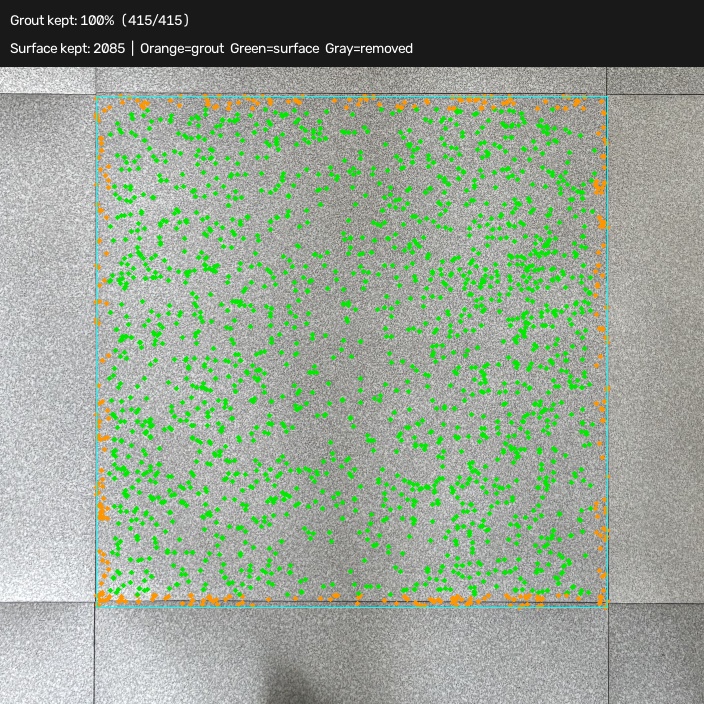 Grout kept: 100% (415/415)
Surface kept: 2085 | Orange=grout Green=surface Gray=removed